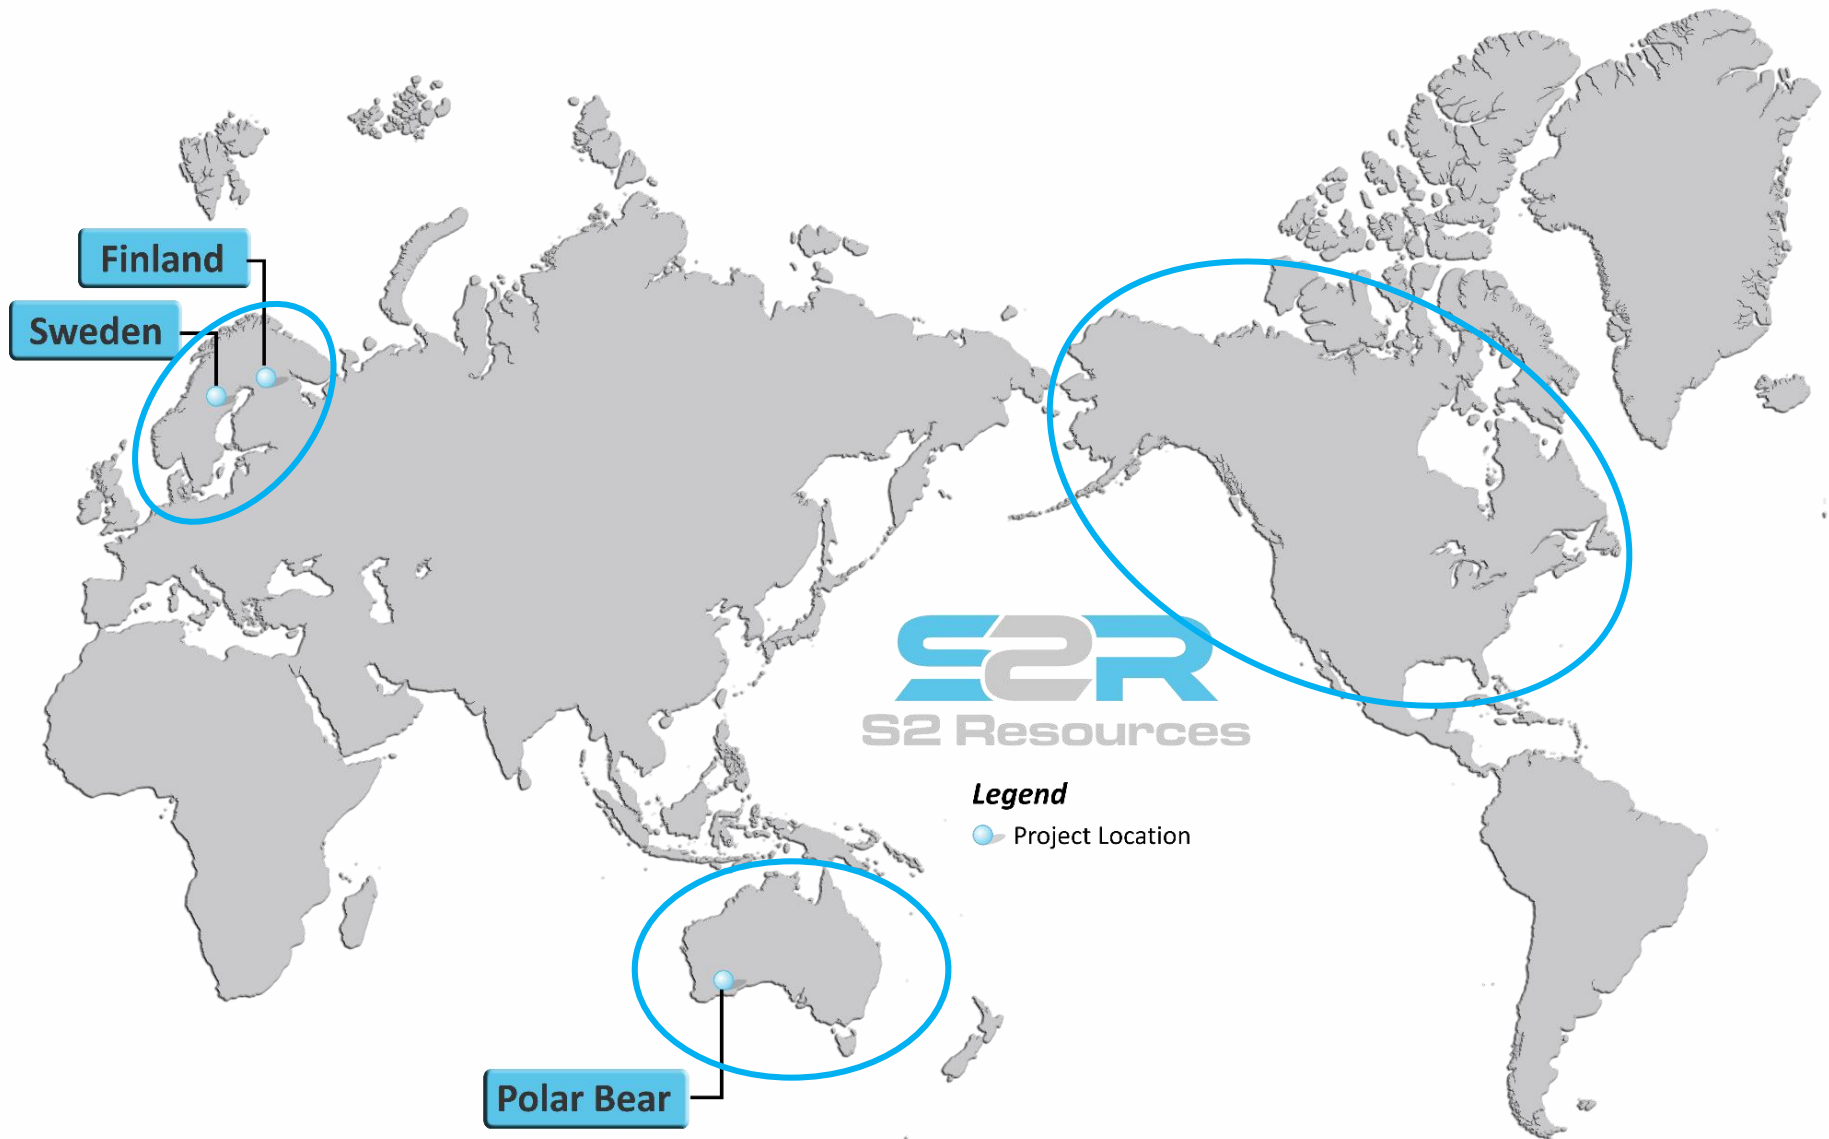 Finland
Sweden
S2R
S2 Resources
Legend
Project Location
Polar Bear